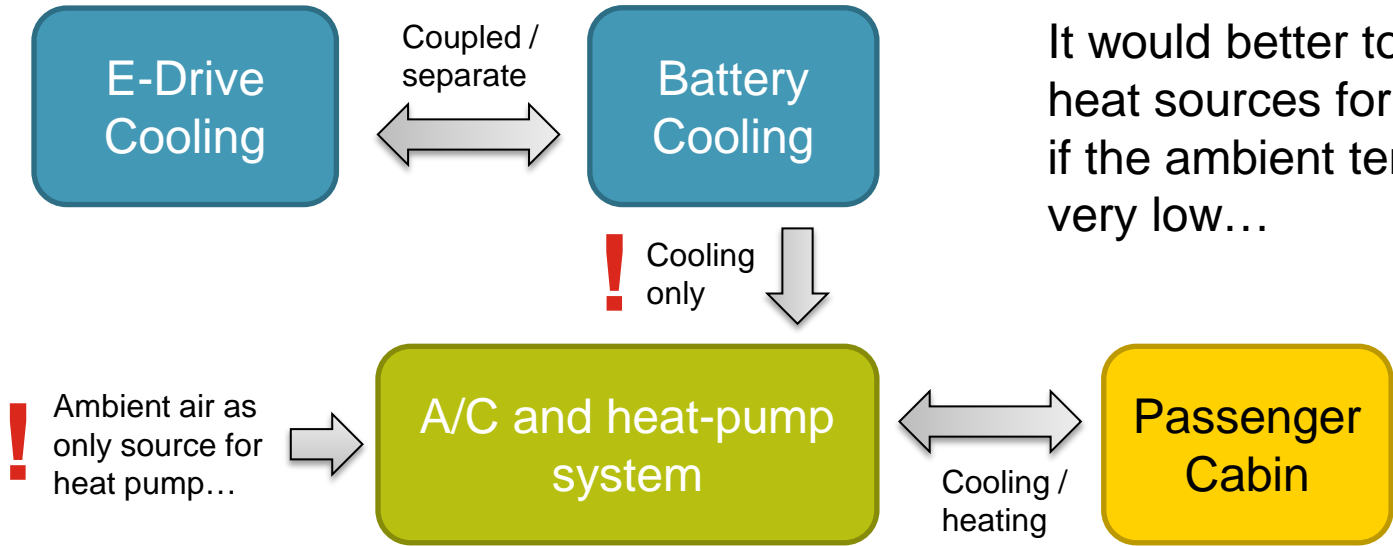 E-Drive
Cooling
Coupled /
separate
Battery
Cooling
It would better to
heat sources for
if the ambient te
very low…
!
Cooling
only
!
Ambient air as
only source for
heat pump…
A/C and heat-pump
system
Cooling /
heating
Passenger
Cabin